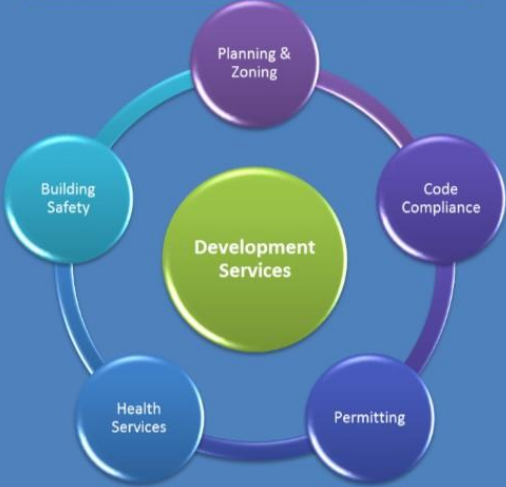 Planning &
Zoning
Code
Compliance
Permitting
Health
Services
Building
Safety
Development
Services